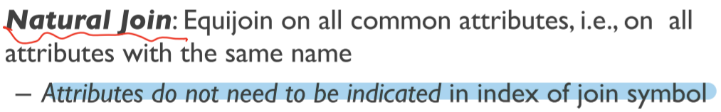 Natural Join: Equijoin on all common attributes, i.e., on all
attributes with the same name
– Attributes do not need to be indicated in index of join symbol